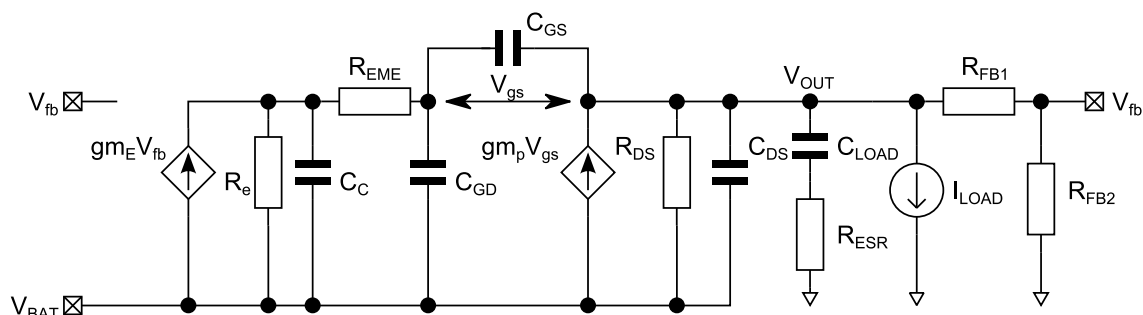 C_GS
R_EME
V_gs
V_OUT
R_FB1
V_fb
V_fb
gm_E V_fb
R_e
C_C
C_GD
gm_p V_gs
R_DS
C_DS
C_LOAD
R_ESR
I_LOAD
R_FB2
V_BAT